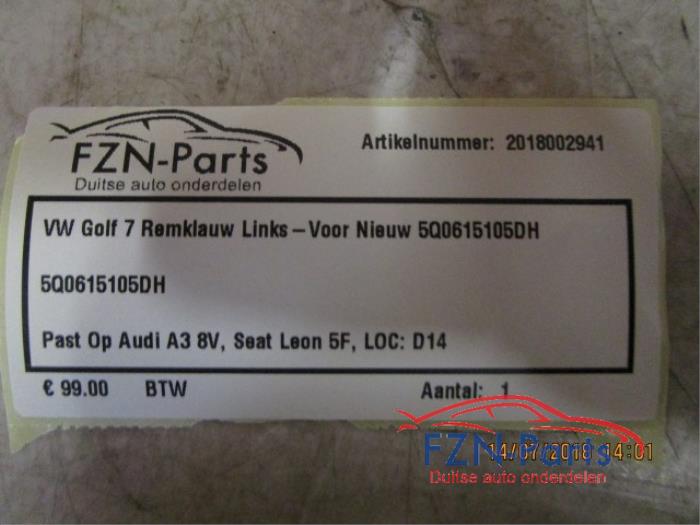 FZN-Parts
Duitse auto onderdelen
Artikelnummer: 2018002941
VW Golf 7 Remklauw Links – Voor Nieuw 5Q0615105DH
5Q0615105DH
Past Op Audi A3 8V, Seat Leon 5F, LOC: D14
€ 99.00 BTW Aantal: 1
FZN-Parts
14/07/2018 14:01
Duitse auto onderdelen